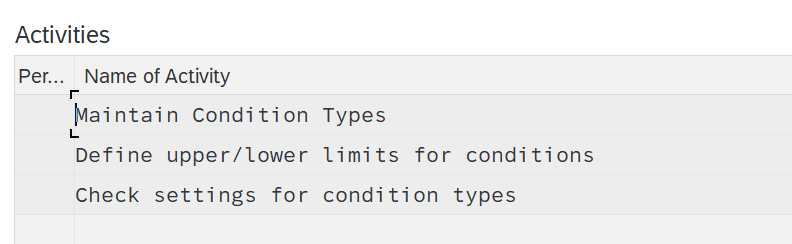 Activities
Per... Name of Activity
Maintain Condition Types
Define upper/lower limits for conditions
Check settings for condition types